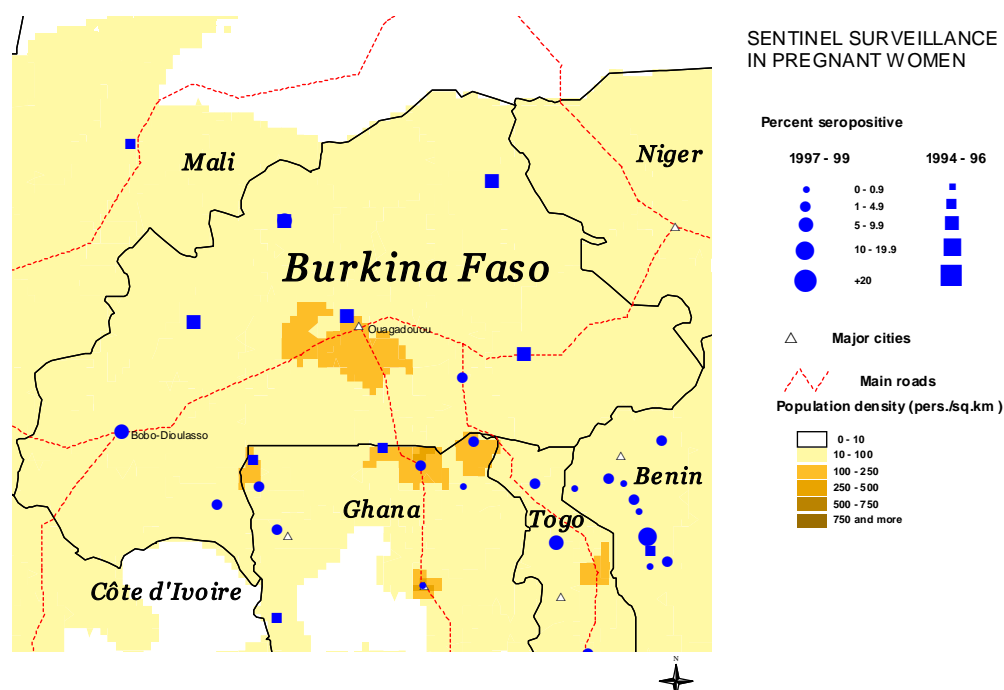 SENTINEL SURVEILLANCE
IN PREGNANT WOMEN
Percent seropositive
1997 - 99
1994 - 96
0 - 0.9
1 - 4.9
5 - 9.9
10 - 19.9
+20
Major cities
Main roads
Population density (pers./sq.km )
0 - 10
10 - 100
100 - 250
250 - 500
500 - 750
750 and more
Mali
Niger
Burkina Faso
Ouagadoırou
Bobo-Dioulasso
Benin
Ghana
Togo
Côte d'Ivoire
N